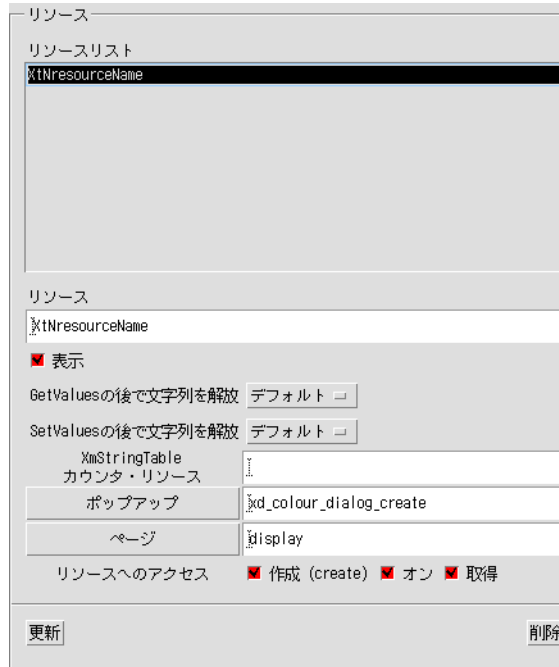 リソース
リソースリスト
XtNresourceName
リソース
XtNresourceName
表示
GetValuesの後で文字列を解放 デフォルト
SetValuesの後で文字列を解放 デフォルト
XmStringTable
カウンタ・リソース
ポップアップ xd_colour_dialog_create
ページ display
リソースへのアクセス 作成 (create) オン 取得
更新 削除